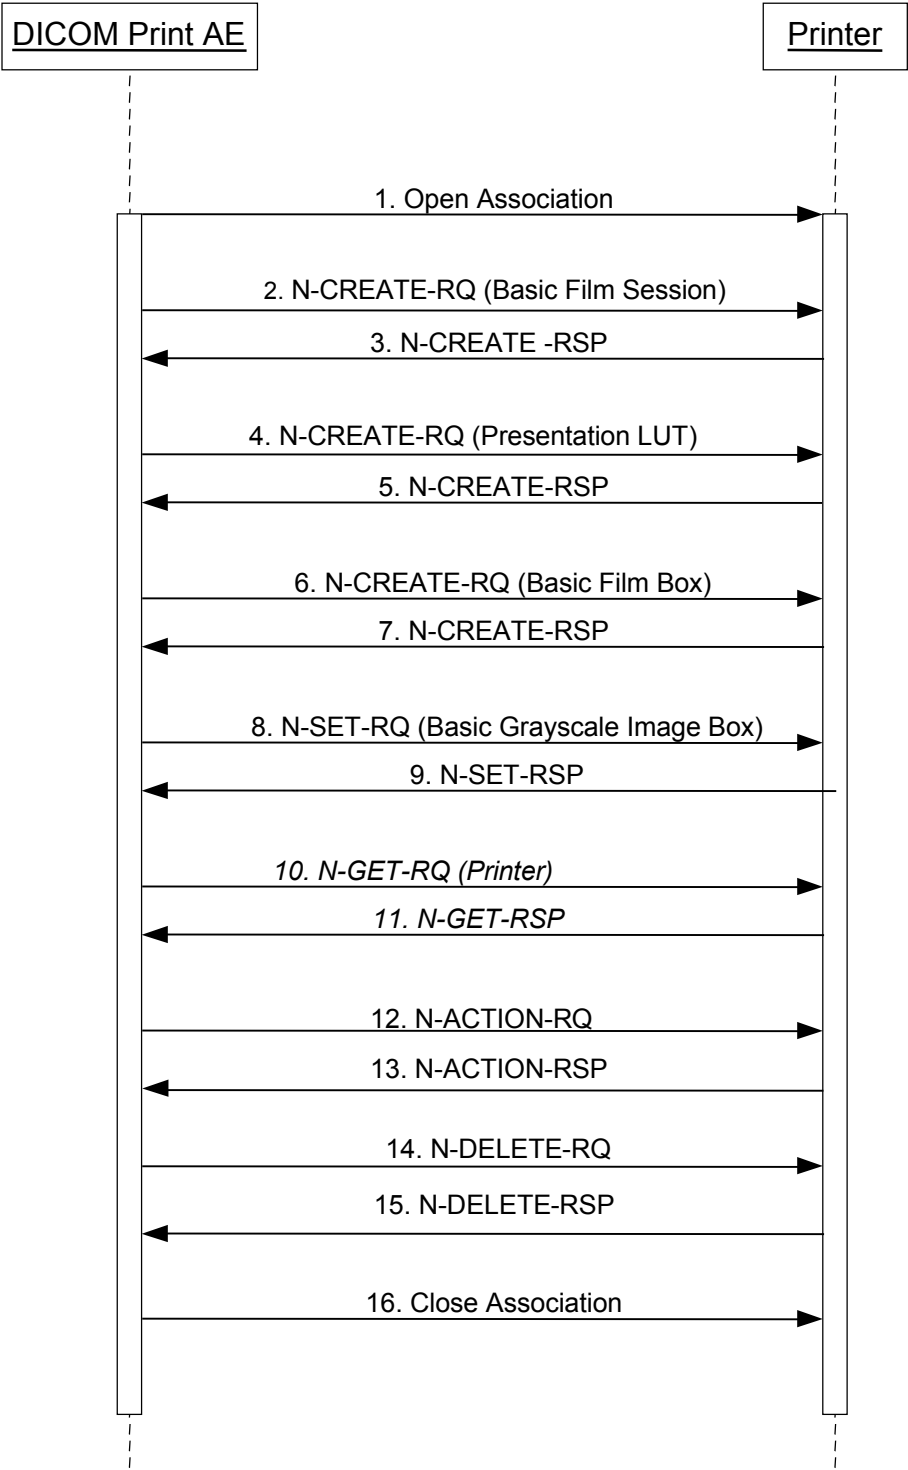 DICOM Print AE
Printer
1. Open Association
2. N-CREATE-RQ (Basic Film Session)
3. N-CREATE -RSP
4. N-CREATE-RQ (Presentation LUT)
5. N-CREATE-RSP
6. N-CREATE-RQ (Basic Film Box)
7. N-CREATE-RSP
8. N-SET-RQ (Basic Grayscale Image Box)
9. N-SET-RSP
10. N-GET-RQ (Printer)
11. N-GET-RSP
12. N-ACTION-RQ
13. N-ACTION-RSP
14. N-DELETE-RQ
15. N-DELETE-RSP
16. Close Association